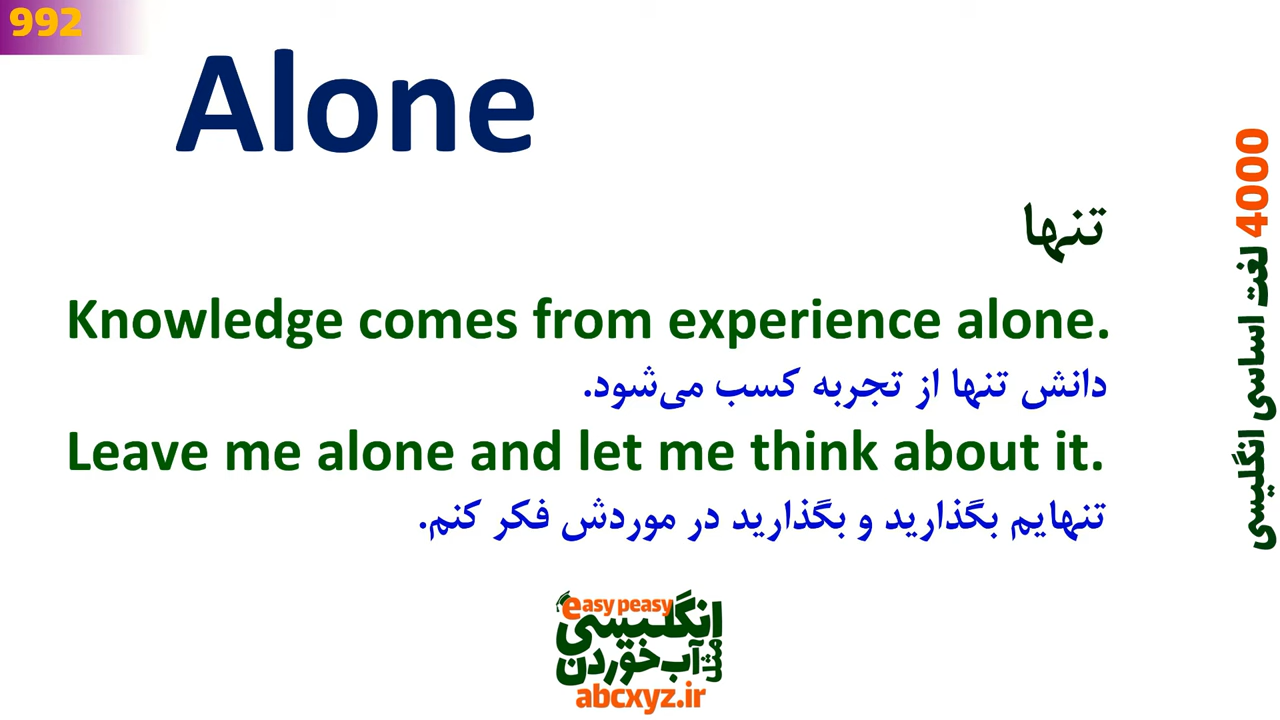 992
Alone
تنها
Knowledge comes from experience alone.
دانش تنها از تجربه کسب می‌شود.
Leave me alone and let me think about it.
تنهایم بگذارید و بگذارید در موردش فکر کنم.
4000 لغت اساسی انگلیسی
easy peasy
انگلیسی
مثل آب خوردن
abcxyz.ir